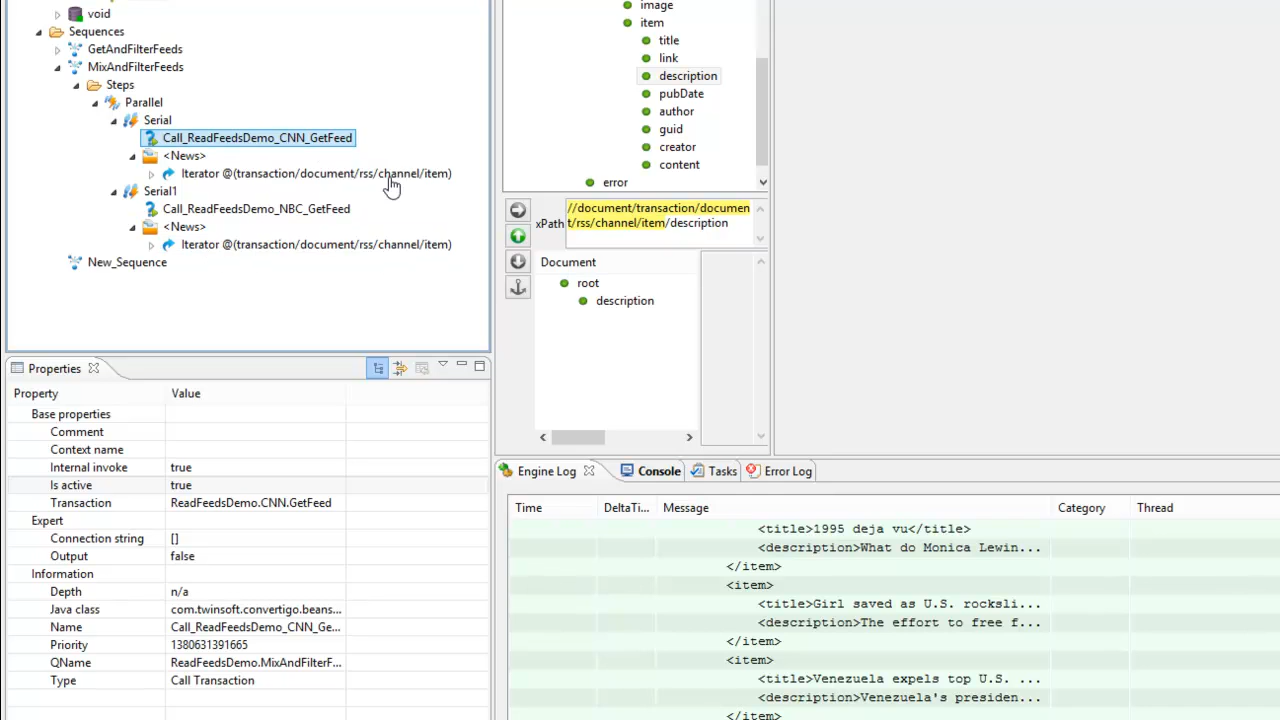 void
Sequences
GetAndFilterFeeds
MixAndFilterFeeds
Steps
Parallel
Serial
Call_ReadFeedsDemo_CNN_GetFeed
<News>
Iterator @(transaction/document/rss/channel/item)
Serial1
Call_ReadFeedsDemo_NBC_GetFeed
<News>
Iterator @(transaction/document/rss/channel/item)
New_Sequence
image
item
title
link
description
pubDate
author
guid
creator
content
error
xPath
//document/transaction/documen
t/rss/channel/item/description
Document
root
description
Properties
Property Value
Base properties
Comment
Context name
Internal invoke true
Is active true
Transaction ReadFeedsDemo.CNN.GetFeed
Expert
Connection string []
Output false
Information
Depth n/a
Java class com.twinsoft.convertigo.beans...
Name Call_ReadFeedsDemo_CNN_Ge...
Priority 1380631391665
QName ReadFeedsDemo.MixAndFilterF...
Type Call Transaction
Engine Log Console Tasks Error Log
Time DeltaTi... Message Category Thread
<title>1995 deja vu</title>
<description>What do Monica Lewin...
</item>
<item>
<title>Girl saved as U.S. rocksli...
<description>The effort to free f...
</item>
<item>
<title>Venezuela expels top U.S. ...
<description>Venezuela's presiden...
</item>